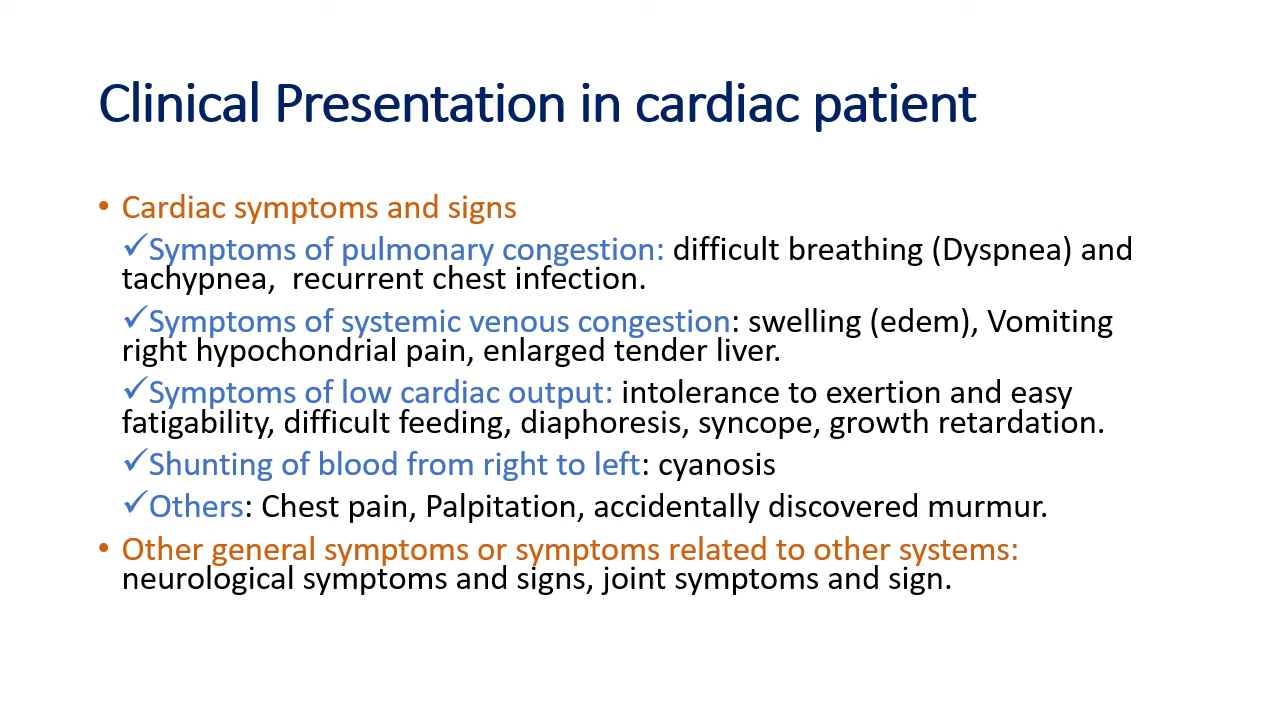 Clinical Presentation in cardiac patient
• Cardiac symptoms and signs
✓Symptoms of pulmonary congestion: difficult breathing (Dyspnea) and
tachypnea,  recurrent chest infection.
✓Symptoms of systemic venous congestion: swelling (edem), Vomiting
right hypochondrial pain, enlarged tender liver.
✓Symptoms of low cardiac output: intolerance to exertion and easy
fatigability, difficult feeding, diaphoresis, syncope, growth retardation.
✓Shunting of blood from right to left: cyanosis
✓Others: Chest pain, Palpitation, accidentally discovered murmur.
• Other general symptoms or symptoms related to other systems:
neurological symptoms and signs, joint symptoms and sign.